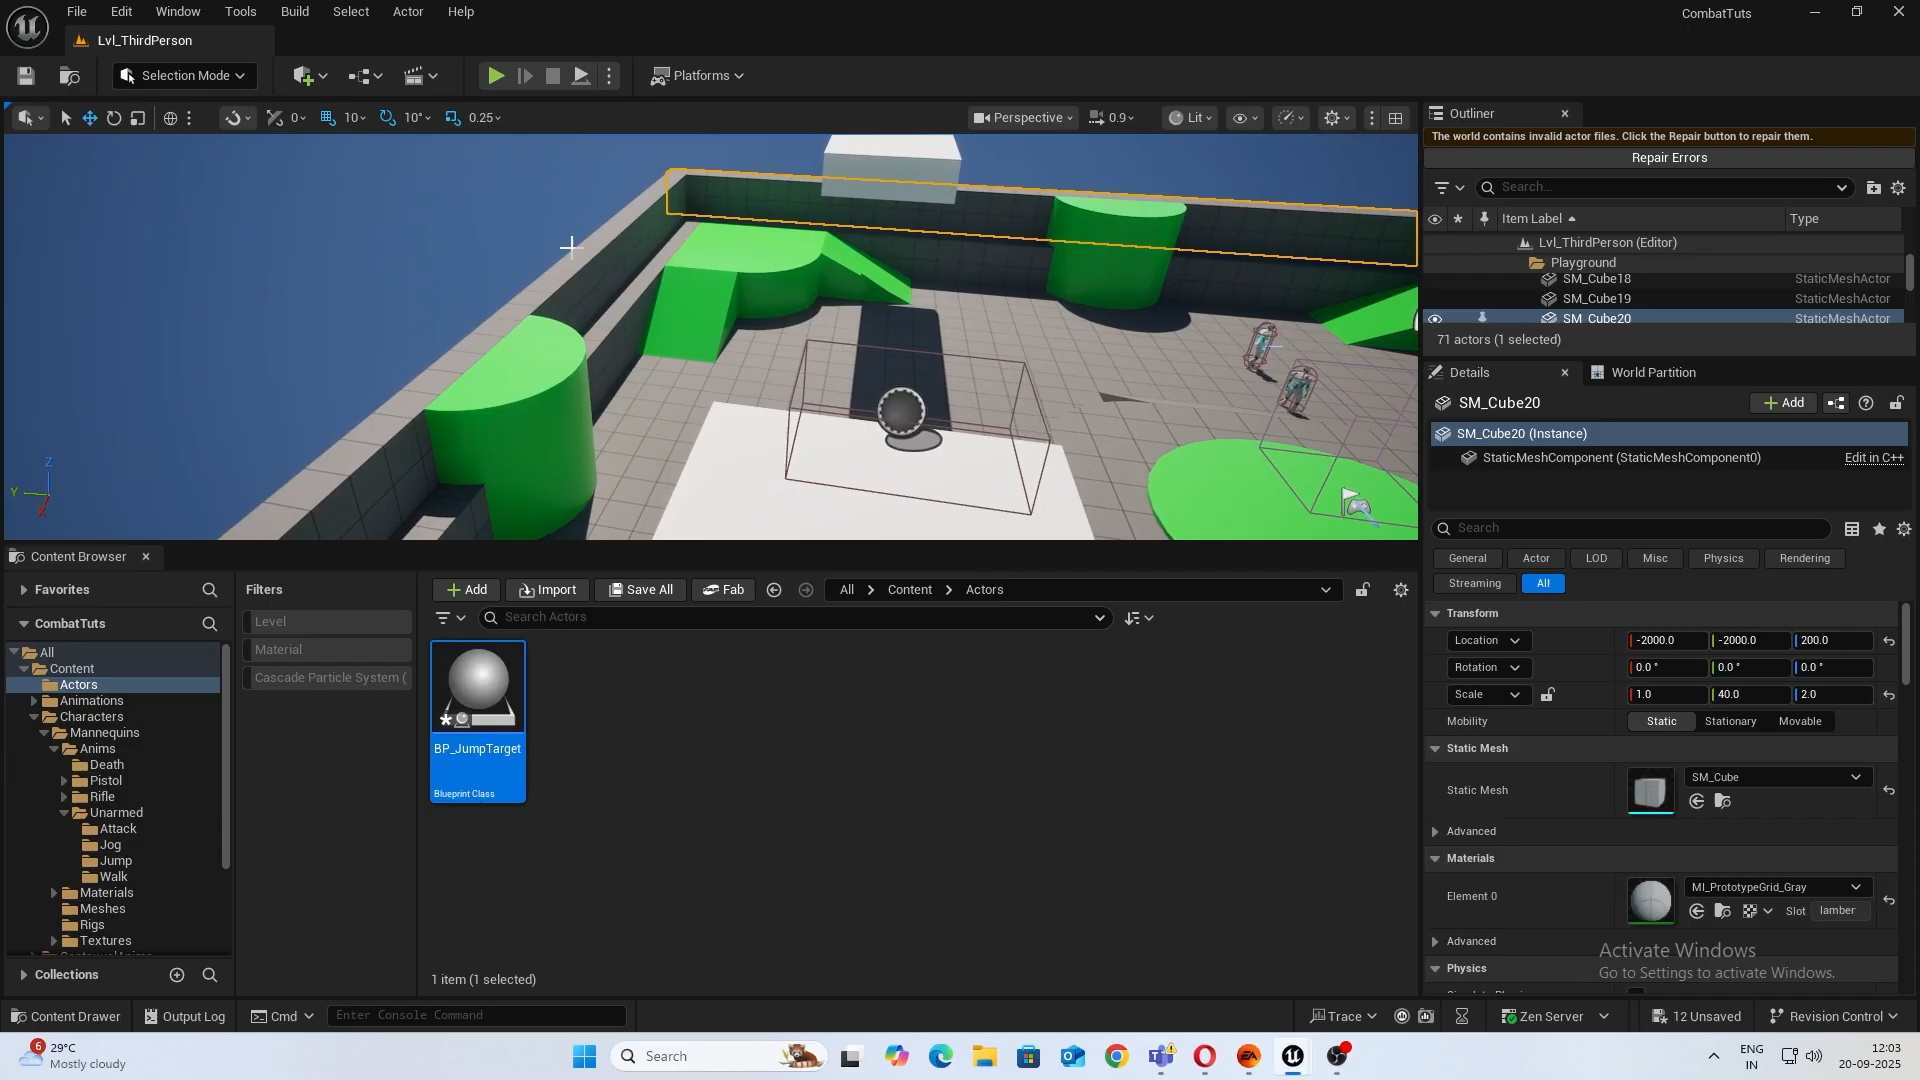 File Edit Window Tools Build Select Actor Help
CombatTuts
Lvl_ThirdPerson
Selection Mode
Platforms
0
10
10°
0.25
Perspective
0.9
Lit
Outliner
The world contains invalid actor files. Click the Repair button to repair them.
Repair Errors
Search...
Item Label
Type
Lvl_ThirdPerson (Editor)
Playground
SM_Cube18 StaticMeshActor
SM_Cube19 StaticMeshActor
SM_Cube20 StaticMeshActor
71 actors (1 selected)
Z
Y
Details
World Partition
SM_Cube20
Add
SM_Cube20 (Instance)
StaticMeshComponent (StaticMeshComponent0)
Edit in C++
Search
General Actor LOD Misc Physics Rendering
Streaming All
Transform
Location -2000.0 -2000.0 200.0
Rotation 0.0 ° 0.0 ° 0.0 °
Scale 1.0 40.0 2.0
Mobility Static Stationary Movable
Static Mesh
Static Mesh SM_Cube
Advanced
Materials
Element 0 MI_PrototypeGrid_Gray
Slot lamber
Advanced
Physics
Activate Windows
Go to Settings to activate Windows.
Content Browser
Favorites
CombatTuts
All
Content
Actors
Animations
Characters
Mannequins
Anims
Death
Pistol
Rifle
Unarmed
Attack
Jog
Jump
Walk
Materials
Meshes
Rigs
Textures
Collections
Filters
Level
Material
Cascade Particle System (
Add Import Save All Fab
All Content Actors
Search Actors
BP_JumpTarget
Blueprint Class
1 item (1 selected)
Content Drawer Output Log Cmd Enter Console Command
Trace Zen Server 12 Unsaved Revision Control
6
29°C
Mostly cloudy
Search
ENG
IN
12:03
20-09-2025